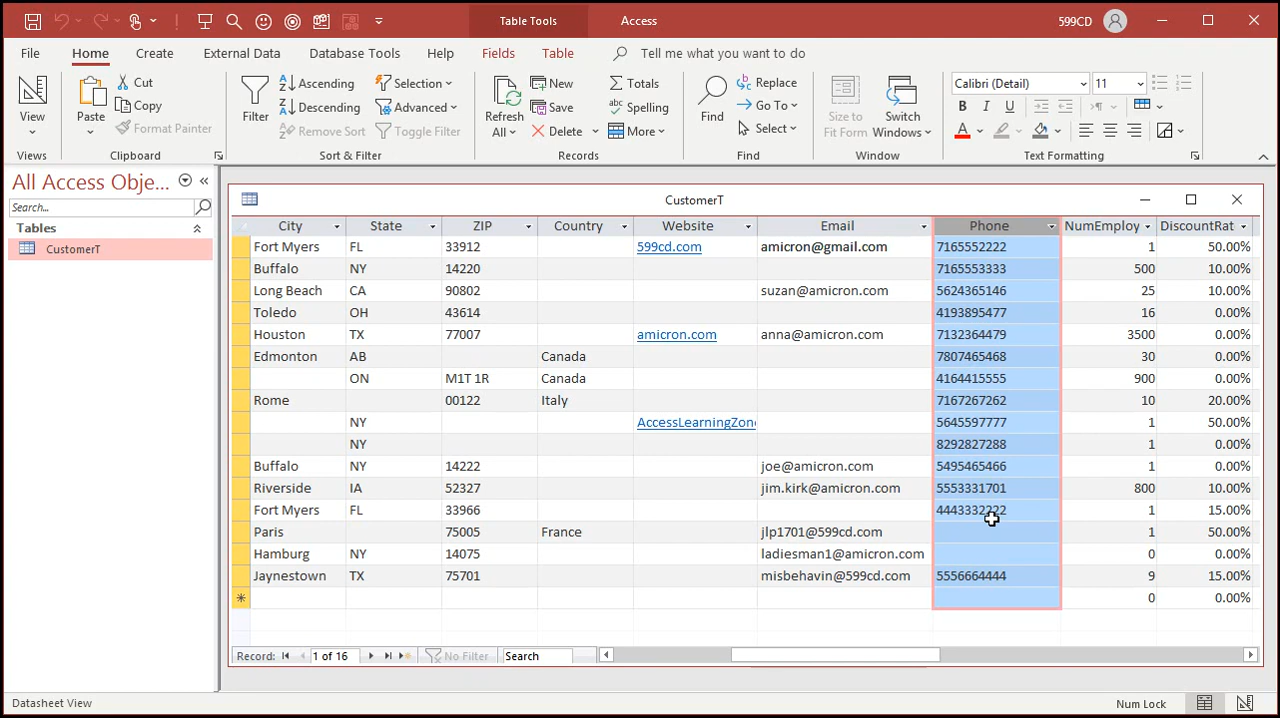 Table Tools Access 599CD
File Home Create External Data Database Tools Help Fields Table Tell me what you want to do
View Paste Cut Copy Format Painter Filter Ascending Descending Remove Sort Selection Advanced Toggle Filter Refresh All New Save Delete Totals Spelling More Find Replace Go To Select Size to Fit Form Switch Windows Calibri (Detail) 11 B I U A
Views Clipboard Sort & Filter Records Find Window Text Formatting
All Access Obje...
Search...
Tables
CustomerT
CustomerT
City State ZIP Country Website Email Phone NumEmploy DiscountRat
Fort Myers FL 33912 599cd.com amicron@gmail.com 7165552222 1 50.00%
Buffalo NY 14220 7165553333 500 10.00%
Long Beach CA 90802 suzan@amicron.com 5624365146 25 10.00%
Toledo OH 43614 4193895477 16 0.00%
Houston TX 77007 amicron.com anna@amicron.com 7132364479 3500 0.00%
Edmonton AB Canada 7807465468 30 0.00%
ON M1T 1R Canada 4164415555 900 0.00%
Rome 00122 Italy 7167267262 10 20.00%
NY AccessLearningZon 5645597777 1 50.00%
NY 8292827288 1 0.00%
Buffalo NY 14222 joe@amicron.com 5495465466 1 0.00%
Riverside IA 52327 jim.kirk@amicron.com 5553331701 800 10.00%
Fort Myers FL 33966 4443332222 1 15.00%
Paris 75005 France jlp1701@599cd.com 1 50.00%
Hamburg NY 14075 ladiesman1@amicron.com 0 0.00%
Jaynestown TX 75701 misbehavin@599cd.com 5556664444 9 15.00%
0 0.00%
Record: 1 of 16 No Filter Search
Datasheet View Num Lock